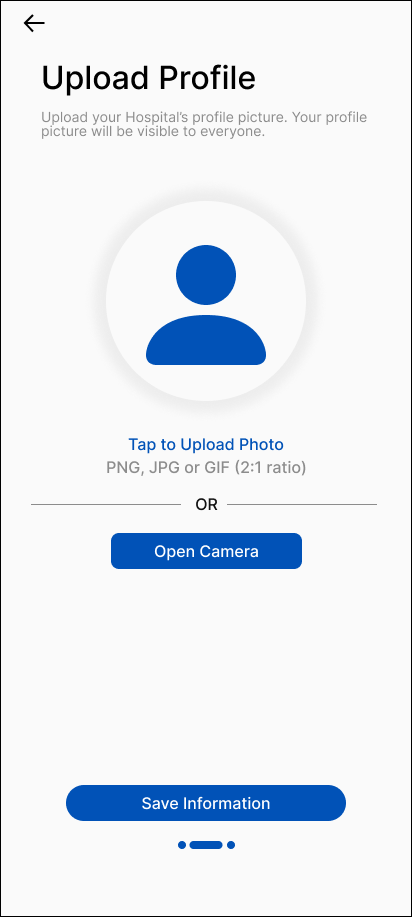 Upload Profile
Upload your Hospital's profile picture. Your profile
picture will be visible to everyone.
Tap to Upload Photo
PNG, JPG or GIF (2:1 ratio)
OR
Open Camera
Save Information